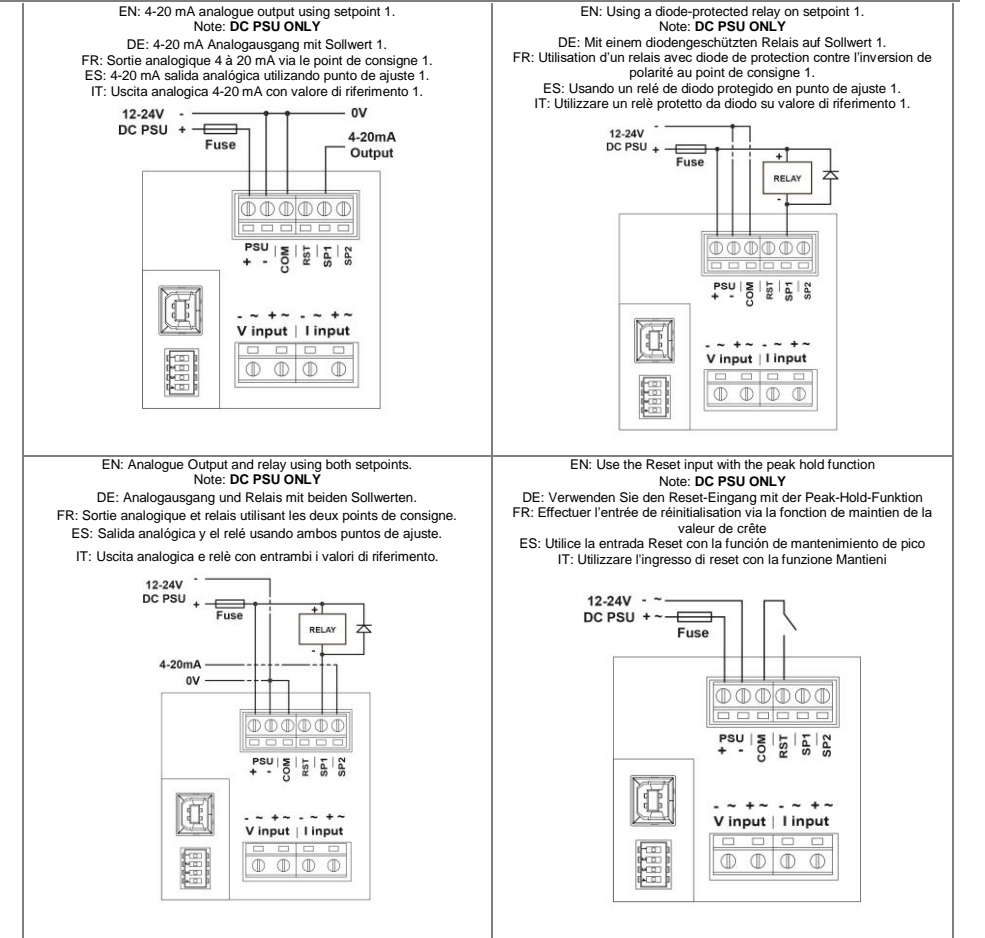 EN: 4-20 mA analogue output using setpoint 1.
Note: DC PSU ONLY
DE: 4-20 mA Analogausgang mit Sollwert 1.
FR: Sortie analogique 4 à 20 mA via le point de consigne 1.
ES: 4-20 mA salida analógica utilizando punto de ajuste 1.
IT: Uscita analogica 4-20 mA con valore di riferimento 1.
12-24V - 0V
DC PSU +
Fuse
4-20mA
Output
PSU | COM | RST | SP1 | SP2
+ -
- ~ + ~ - ~ + ~
V input | I input
EN: Using a diode-protected relay on setpoint 1.
Note: DC PSU ONLY
DE: Mit einem diodengeschützten Relais auf Sollwert 1.
FR: Utilisation d'un relais avec diode de protection contre l'inversion de
polarité au point de consigne 1.
ES: Usando un relé de diodo protegido en punto de ajuste 1.
IT: Utilizzare un relè protetto da diodo su valore di riferimento 1.
12-24V -
DC PSU +
Fuse
+
RELAY
-
PSU | COM | RST | SP1 | SP2
+ -
- ~ + ~ - ~ + ~
V input | I input
EN: Analogue Output and relay using both setpoints.
Note: DC PSU ONLY
DE: Analogausgang und Relais mit beiden Sollwerten.
FR: Sortie analogique et relais utilisant les deux points de consigne.
ES: Salida analógica y el relé usando ambos puntos de ajuste.
IT: Uscita analogica e relè con entrambi i valori di riferimento.
12-24V -
DC PSU +
Fuse
+
RELAY
-
4-20mA
0V
PSU | COM | RST | SP1 | SP2
+ -
- ~ + ~ - ~ + ~
V input | I input
EN: Use the Reset input with the peak hold function
Note: DC PSU ONLY
DE: Verwenden Sie den Reset-Eingang mit der Peak-Hold-Funktion
FR: Effectuer l'entrée de réinitialisation via la fonction de maintien de la
valeur de crête
ES: Utilice la entrada Reset con la función de mantenimiento de pico
IT: Utilizzare l'ingresso di reset con la funzione Mantieni
12-24V - ~
DC PSU + ~
Fuse
PSU | COM | RST | SP1 | SP2
+ -
- ~ + ~ - ~ + ~
V input | I input